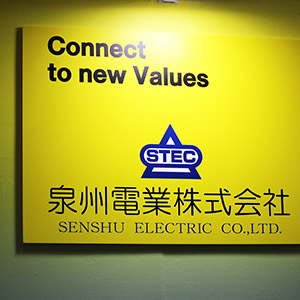 Connect
to new Values
STEC
泉州電業株式会社
SENSHU ELECTRIC CO.,LTD.